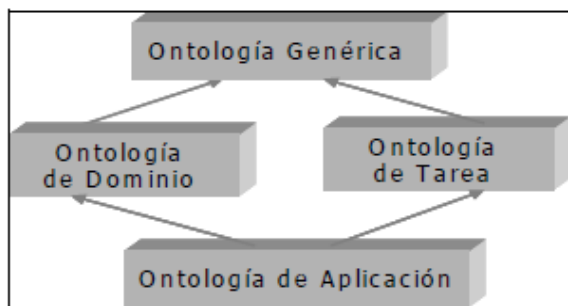 Ontología Genérica
Ontología
de Dominio
Ontología
de Tarea
Ontología de Aplicación